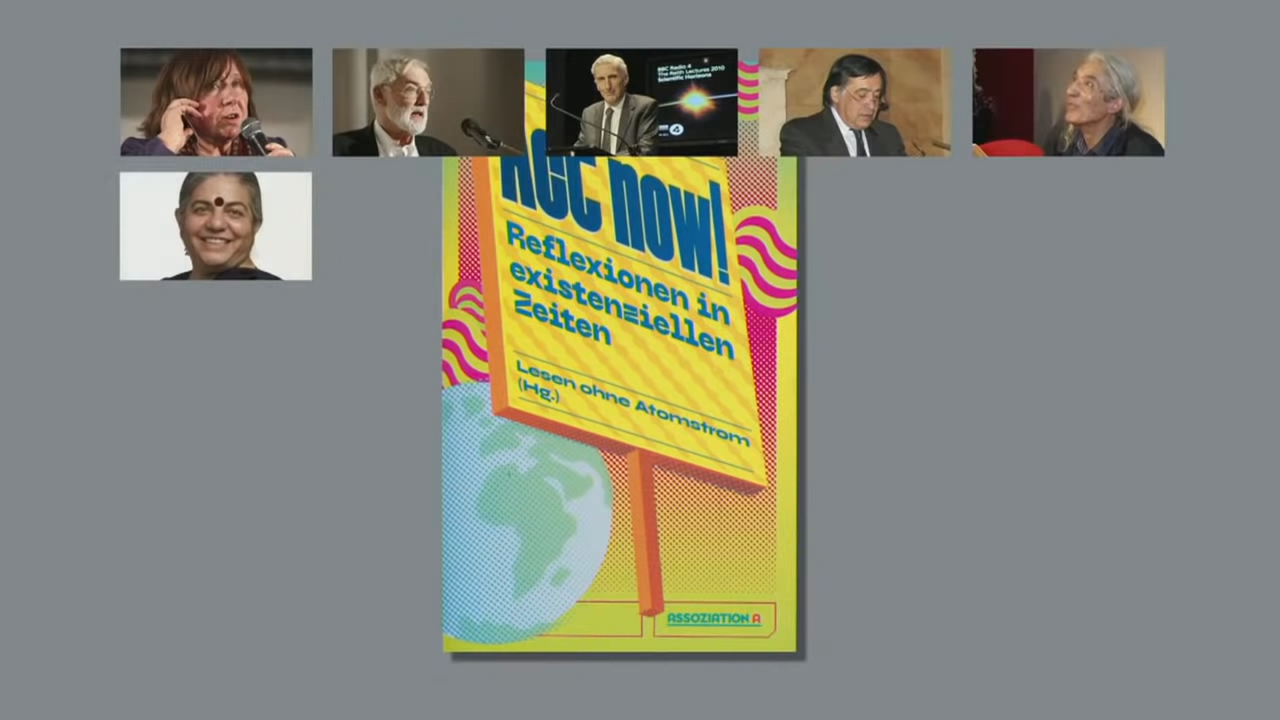 BBC Radio 4
The Reith Lectures 2010
Scientific Horizons
4
now!
Reflexionen in
existenziellen
Zeiten
Lesen ohne Atomstrom
(Hg.)
ASSOZIATION A